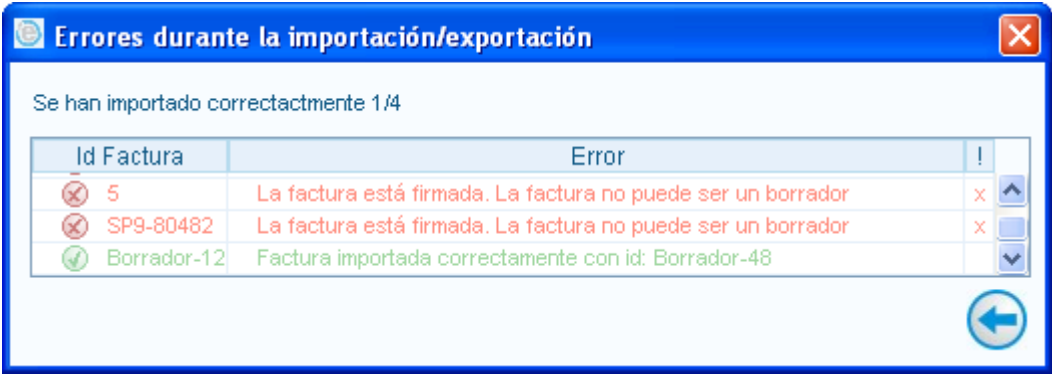 Errores durante la importación/exportación
Se han importado correctactmente 1/4
Id Factura Error !
5 La factura está firmada. La factura no puede ser un borrador x
SP9-80482 La factura está firmada. La factura no puede ser un borrador x
Borrador-12 Factura importada correctamente con id: Borrador-48